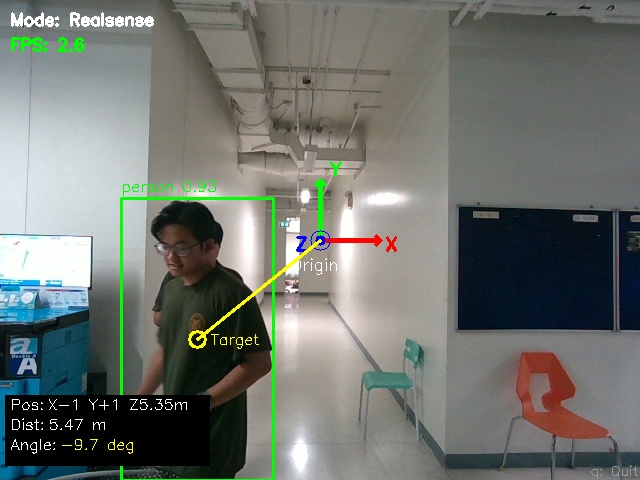 Mode: Realsense
FPS: 2.6
person 0.93
Y
Z
X
Origin
Target
a
Double A
A
Pos: X-1 Y+1 Z5.35m
Dist: 5.47 m
Angle: -9.7 deg
q: Quit